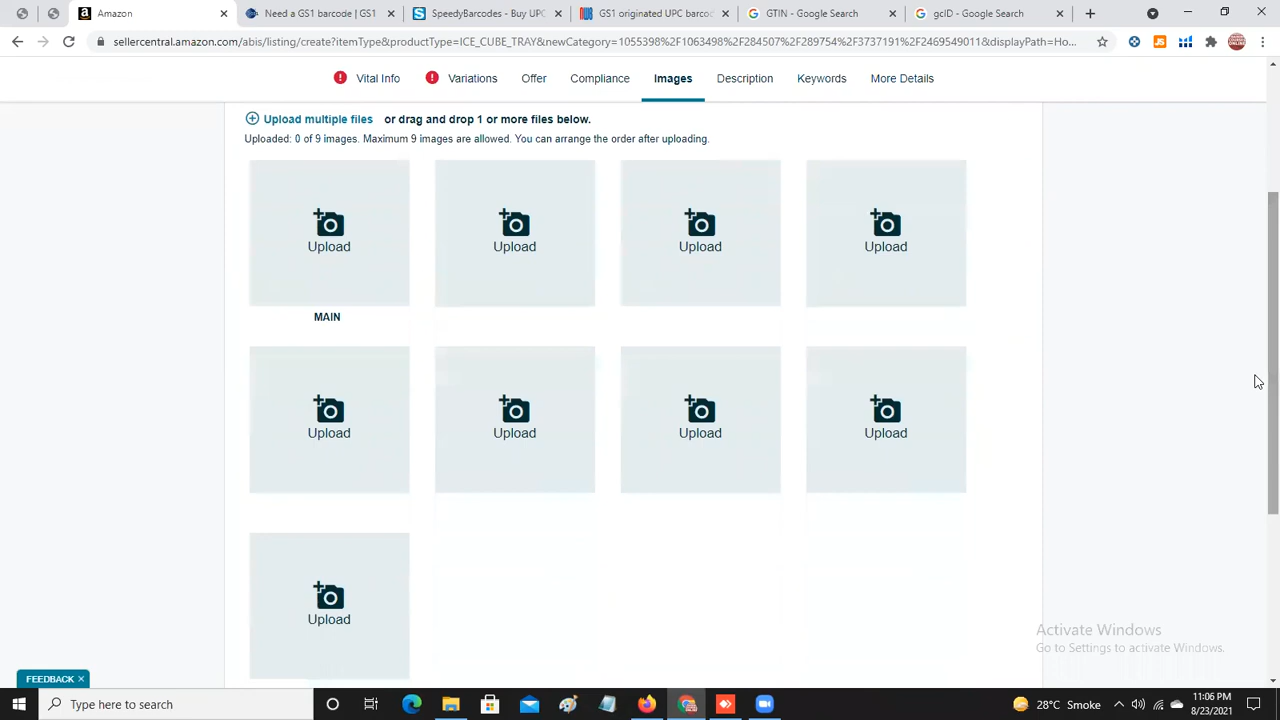 Amazon
Need a GS1 barcode | GS1
SpeedyBarcodes - Buy UPC
GS1 originated UPC barcod
GTIN - Google Search
gcID - Google Search
sellercentral.amazon.com/abis/listing/create?itemType&productType=ICE_CUBE_TRAY&newCategory=1055398%2F1063498%2F284507%2F289754%2F3737191%2F2469549011&displayPath=Ho...
Vital Info
Variations
Offer
Compliance
Images
Description
Keywords
More Details
Upload multiple files or drag and drop 1 or more files below.
Uploaded: 0 of 9 images. Maximum 9 images are allowed. You can arrange the order after uploading.
Upload
Upload
Upload
Upload
MAIN
Upload
Upload
Upload
Upload
Upload
Activate Windows
Go to Settings to activate Windows.
FEEDBACK
Type here to search
28°C Smoke
11:06 PM
8/23/2021